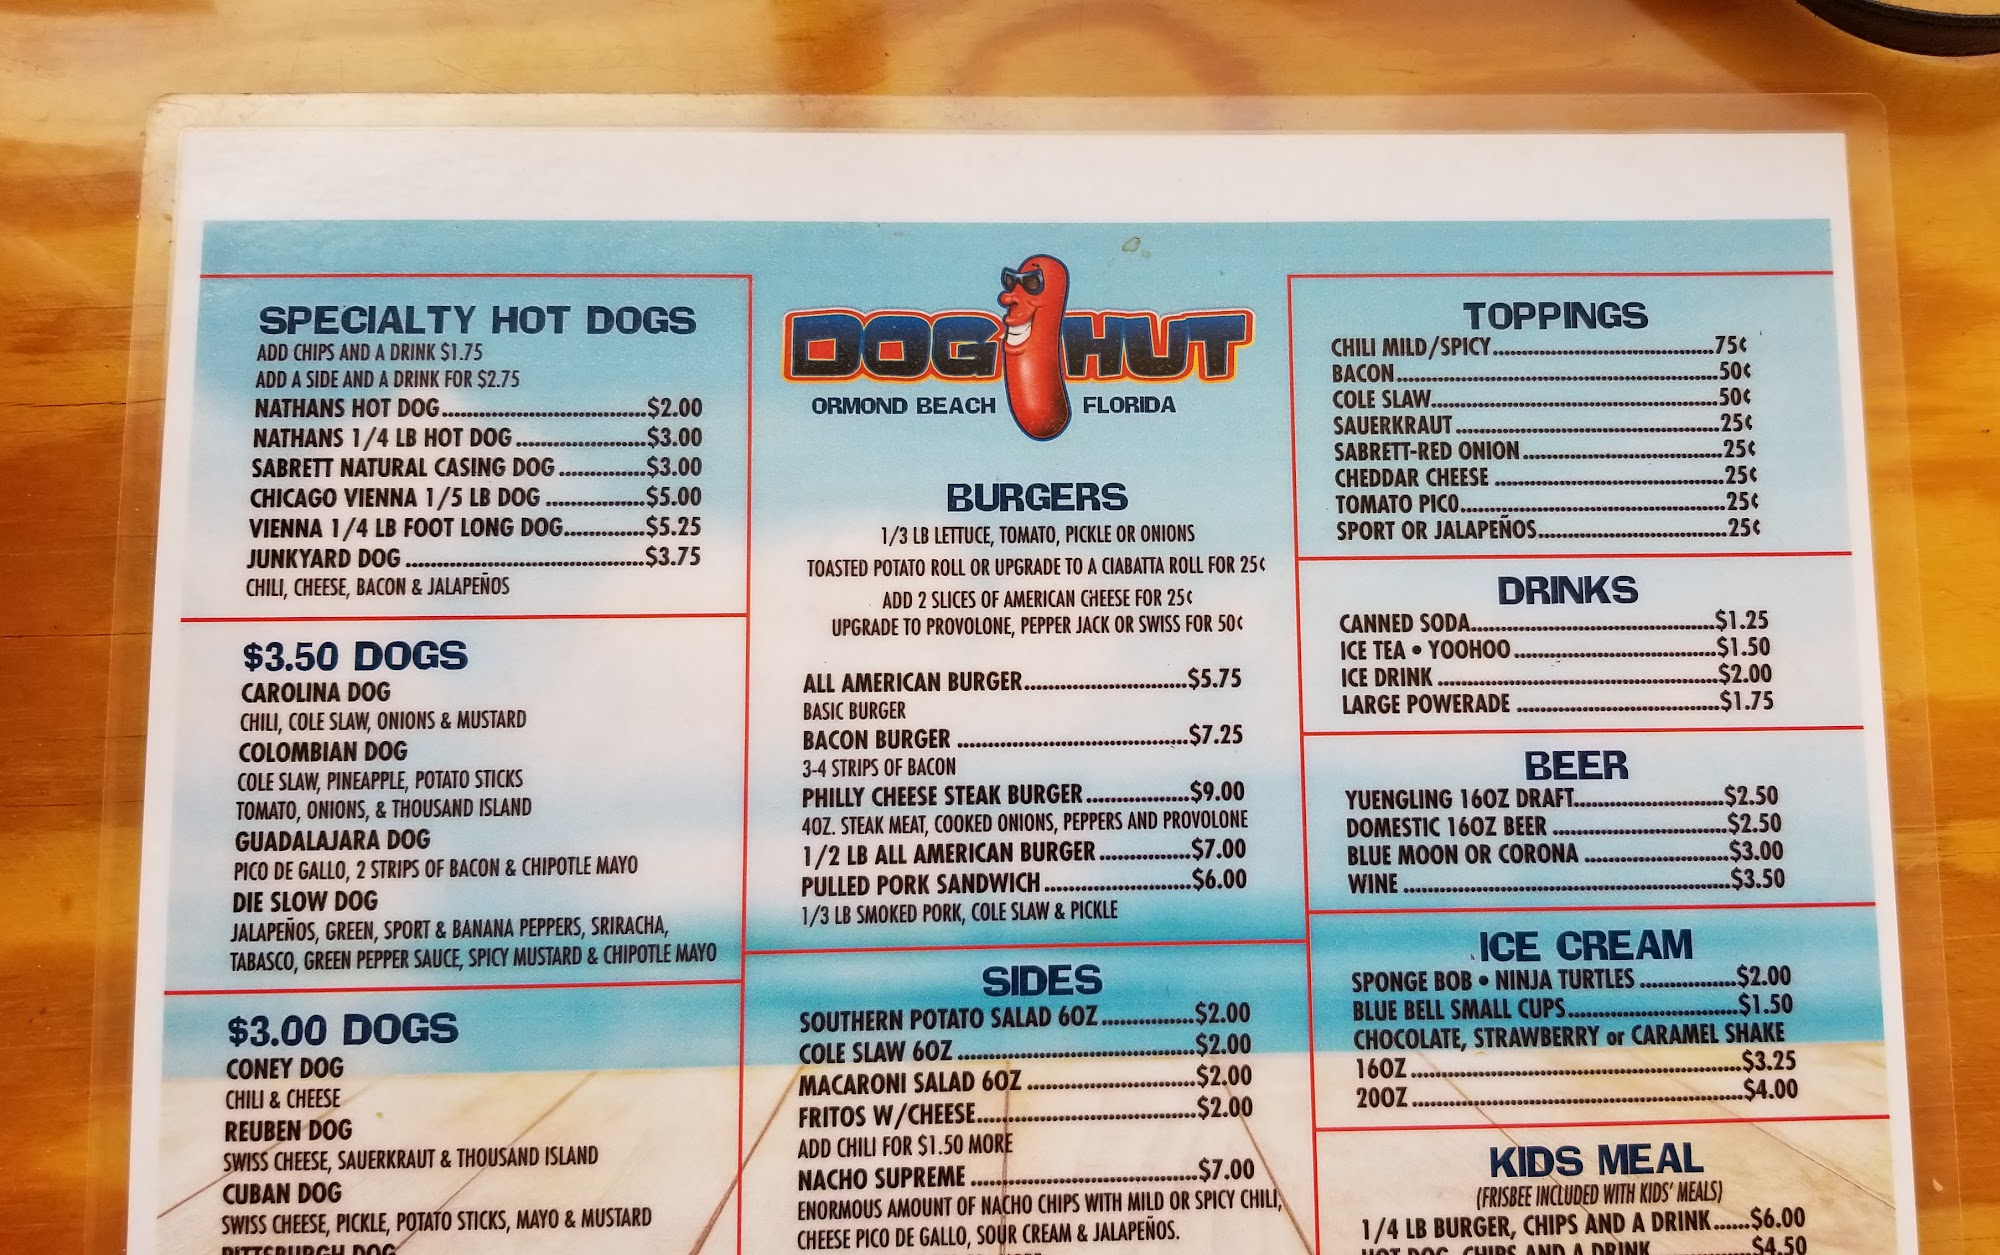 SPECIALTY HOT DOGS
ADD CHIPS AND A DRINK $1.75
ADD A SIDE AND A DRINK FOR $2.75
NATHANS HOT DOG $2.00
NATHANS 1/4 LB HOT DOG $3.00
SABRETT NATURAL CASING DOG $3.00
CHICAGO VIENNA 1/5 LB DOG $5.00
VIENNA 1/4 LB FOOT LONG DOG $5.25
JUNKYARD DOG $3.75
CHILI, CHEESE, BACON & JALAPEÑOS
$3.50 DOGS
CAROLINA DOG
CHILI, COLE SLAW, ONIONS & MUSTARD
COLOMBIAN DOG
COLE SLAW, PINEAPPLE, POTATO STICKS
TOMATO, ONIONS, & THOUSAND ISLAND
GUADALAJARA DOG
PICO DE GALLO, 2 STRIPS OF BACON & CHIPOTLE MAYO
DIE SLOW DOG
JALAPEÑOS, GREEN, SPORT & BANANA PEPPERS, SRIRACHA,
TABASCO, GREEN PEPPER SAUCE, SPICY MUSTARD & CHIPOTLE MAYO
$3.00 DOGS
CONEY DOG
CHILI & CHEESE
REUBEN DOG
SWISS CHEESE, SAUERKRAUT & THOUSAND ISLAND
CUBAN DOG
SWISS CHEESE, PICKLE, POTATO STICKS, MAYO & MUSTARD
PITTSBURGH DOG
DOG HUT
ORMOND BEACH FLORIDA
BURGERS
1/3 LB LETTUCE, TOMATO, PICKLE OR ONIONS
TOASTED POTATO ROLL OR UPGRADE TO A CIABATTA ROLL FOR 25¢
ADD 2 SLICES OF AMERICAN CHEESE FOR 25¢
UPGRADE TO PROVOLONE, PEPPER JACK OR SWISS FOR 50¢
ALL AMERICAN BURGER $5.75
BASIC BURGER
BACON BURGER $7.25
3-4 STRIPS OF BACON
PHILLY CHEESE STEAK BURGER $9.00
4OZ. STEAK MEAT, COOKED ONIONS, PEPPERS AND PROVOLONE
1/2 LB ALL AMERICAN BURGER $7.00
PULLED PORK SANDWICH $6.00
1/3 LB SMOKED PORK, COLE SLAW & PICKLE
SIDES
SOUTHERN POTATO SALAD 6OZ $2.00
COLE SLAW 6OZ $2.00
MACARONI SALAD 6OZ $2.00
FRITOS W/CHEESE $2.00
ADD CHILI FOR $1.50 MORE
NACHO SUPREME $7.00
ENORMOUS AMOUNT OF NACHO CHIPS WITH MILD OR SPICY CHILI,
CHEESE PICO DE GALLO, SOUR CREAM & JALAPEÑOS.
TOPPINGS
CHILI MILD/SPICY 75¢
BACON 50¢
COLE SLAW 50¢
SAUERKRAUT 25¢
SABRETT-RED ONION 25¢
CHEDDAR CHEESE 25¢
TOMATO PICO 25¢
SPORT OR JALAPEÑOS 25¢
DRINKS
CANNED SODA $1.25
ICE TEA • YOOHOO $1.50
ICE DRINK $2.00
LARGE POWERADE $1.75
BEER
YUENGLING 16OZ DRAFT $2.50
DOMESTIC 16OZ BEER $2.50
BLUE MOON OR CORONA $3.00
WINE $3.50
ICE CREAM
SPONGE BOB • NINJA TURTLES $2.00
BLUE BELL SMALL CUPS $1.50
CHOCOLATE, STRAWBERRY or CARAMEL SHAKE
16OZ $3.25
20OZ $4.00
KIDS MEAL
(FRISBEE INCLUDED WITH KIDS' MEALS)
1/4 LB BURGER, CHIPS AND A DRINK $6.00
HOT DOG, CHIPS AND A DRINK $4.50